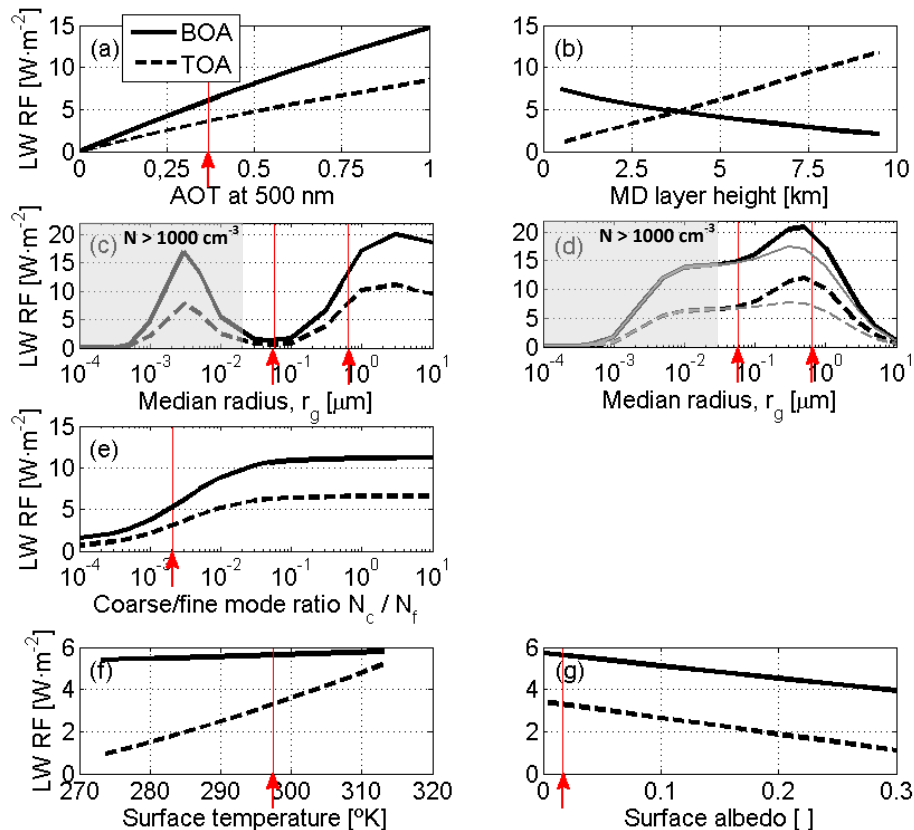 (a)
BOA
TOA
LW RF [W·m⁻²]
15
10
5
0
0 0,25 0.5 0.75 1
AOT at 500 nm
(b)
15
10
5
0
0 2.5 5 7.5 10
MD layer height [km]
(c)
N > 1000 cm⁻³
LW RF [W·m⁻²]
20
15
10
5
0
10⁻⁴ 10⁻³ 10⁻² 10⁻¹ 10⁰ 10¹
Median radius, r_g [μm]
(d)
N > 1000 cm⁻³
20
15
10
5
0
10⁻⁴ 10⁻³ 10⁻² 10⁻¹ 10⁰ 10¹
Median radius, r_g [μm]
(e)
LW RF [W·m⁻²]
15
10
5
0
10⁻⁴ 10⁻³ 10⁻² 10⁻¹ 10⁰ 10¹
Coarse/fine mode ratio N_c / N_f
(f)
LW RF [W·m⁻²]
6
4
2
0
270 280 290 300 310 320
Surface temperature [ºK]
(g)
6
4
2
0
0 0.1 0.2 0.3
Surface albedo [ ]